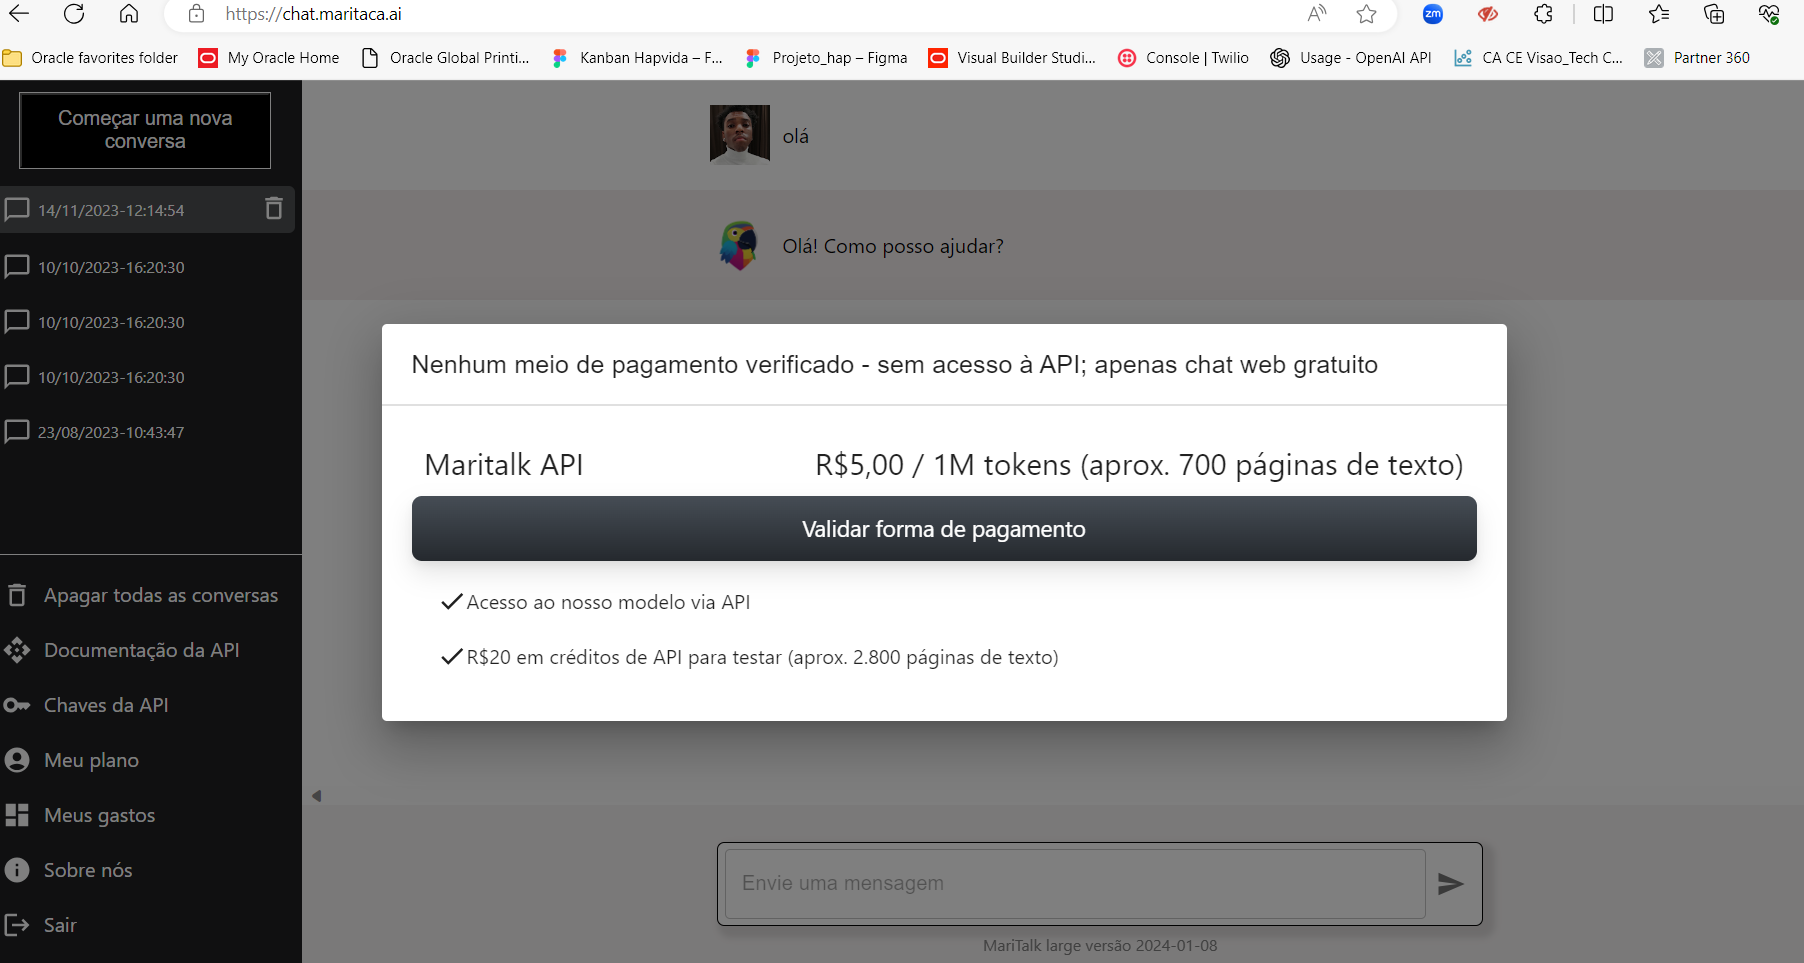 https://chat.maritaca.ai
zm
Oracle favorites folder
My Oracle Home
Oracle Global Printi...
Kanban Hapvida – F...
Projeto_hap – Figma
Visual Builder Studi...
Console | Twilio
Usage - OpenAI API
CA CE Visao_Tech C...
Partner 360
Começar uma nova
conversa
14/11/2023-12:14:54
10/10/2023-16:20:30
10/10/2023-16:20:30
10/10/2023-16:20:30
23/08/2023-10:43:47
Apagar todas as conversas
Documentação da API
Chaves da API
Meu plano
Meus gastos
Sobre nós
Sair
olá
Olá! Como posso ajudar?
Nenhum meio de pagamento verificado - sem acesso à API; apenas chat web gratuito
Maritalk API
R$5,00 / 1M tokens (aprox. 700 páginas de texto)
Validar forma de pagamento
Acesso ao nosso modelo via API
R$20 em créditos de API para testar (aprox. 2.800 páginas de texto)
Envie uma mensagem
MariTalk large versão 2024-01-08